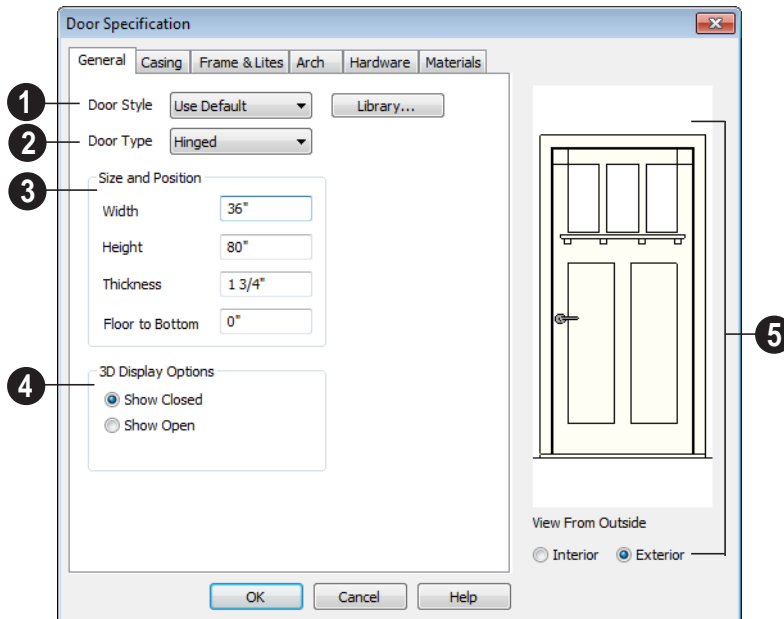 Door Specification
General Casing Frame & Lites Arch Hardware Materials
1 Door Style Use Default Library...
2 Door Type Hinged
3 Size and Position
Width 36"
Height 80"
Thickness 1 3/4"
Floor to Bottom 0"
4 3D Display Options
Show Closed
Show Open
5
View From Outside
Interior Exterior
OK Cancel Help